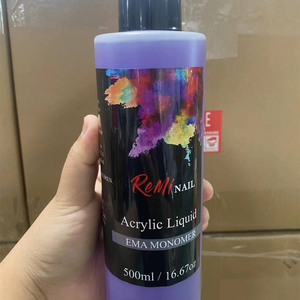 ReMI NAIL
Acrylic Liquid
EMA MONOMER
500ml / 16.67oz
E